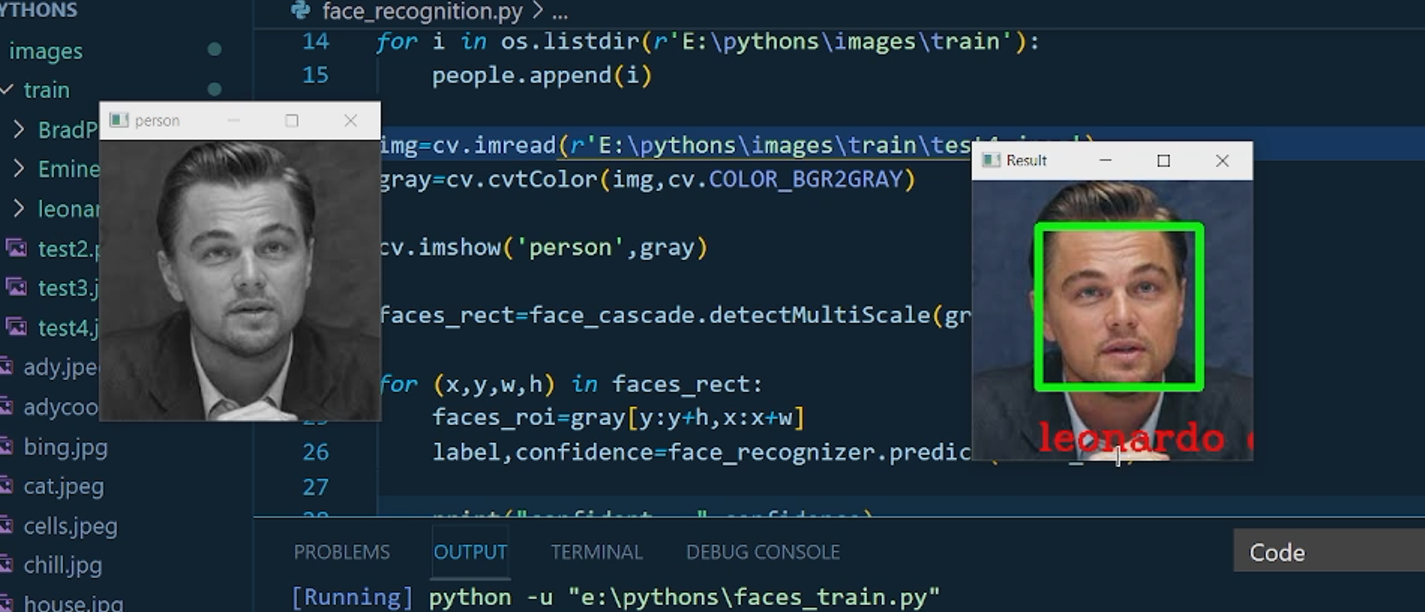 YTHONS
images
train
BradP
Emine
leonar
test2.p
test3.j
test4.j
ady.jpe
adycoo
bing.jpg
cat.jpeg
cells.jpeg
chill.jpg
house.jpg
face_recognition.py > ...
14 for i in os.listdir(r'E:\pythons\images\train'):
15 people.append(i)
img=cv.imread(r'E:\pythons\images\train\tes
gray=cv.cvtColor(img,cv.COLOR_BGR2GRAY)
cv.imshow('person',gray)
faces_rect=face_cascade.detectMultiScale(gr
for (x,y,w,h) in faces_rect:
faces_roi=gray[y:y+h,x:x+w]
26 label,confidence=face_recognizer.predic
27
person
Result
leonardo
PROBLEMS OUTPUT TERMINAL DEBUG CONSOLE
Code
[Running] python -u "e:\pythons\faces_train.py"